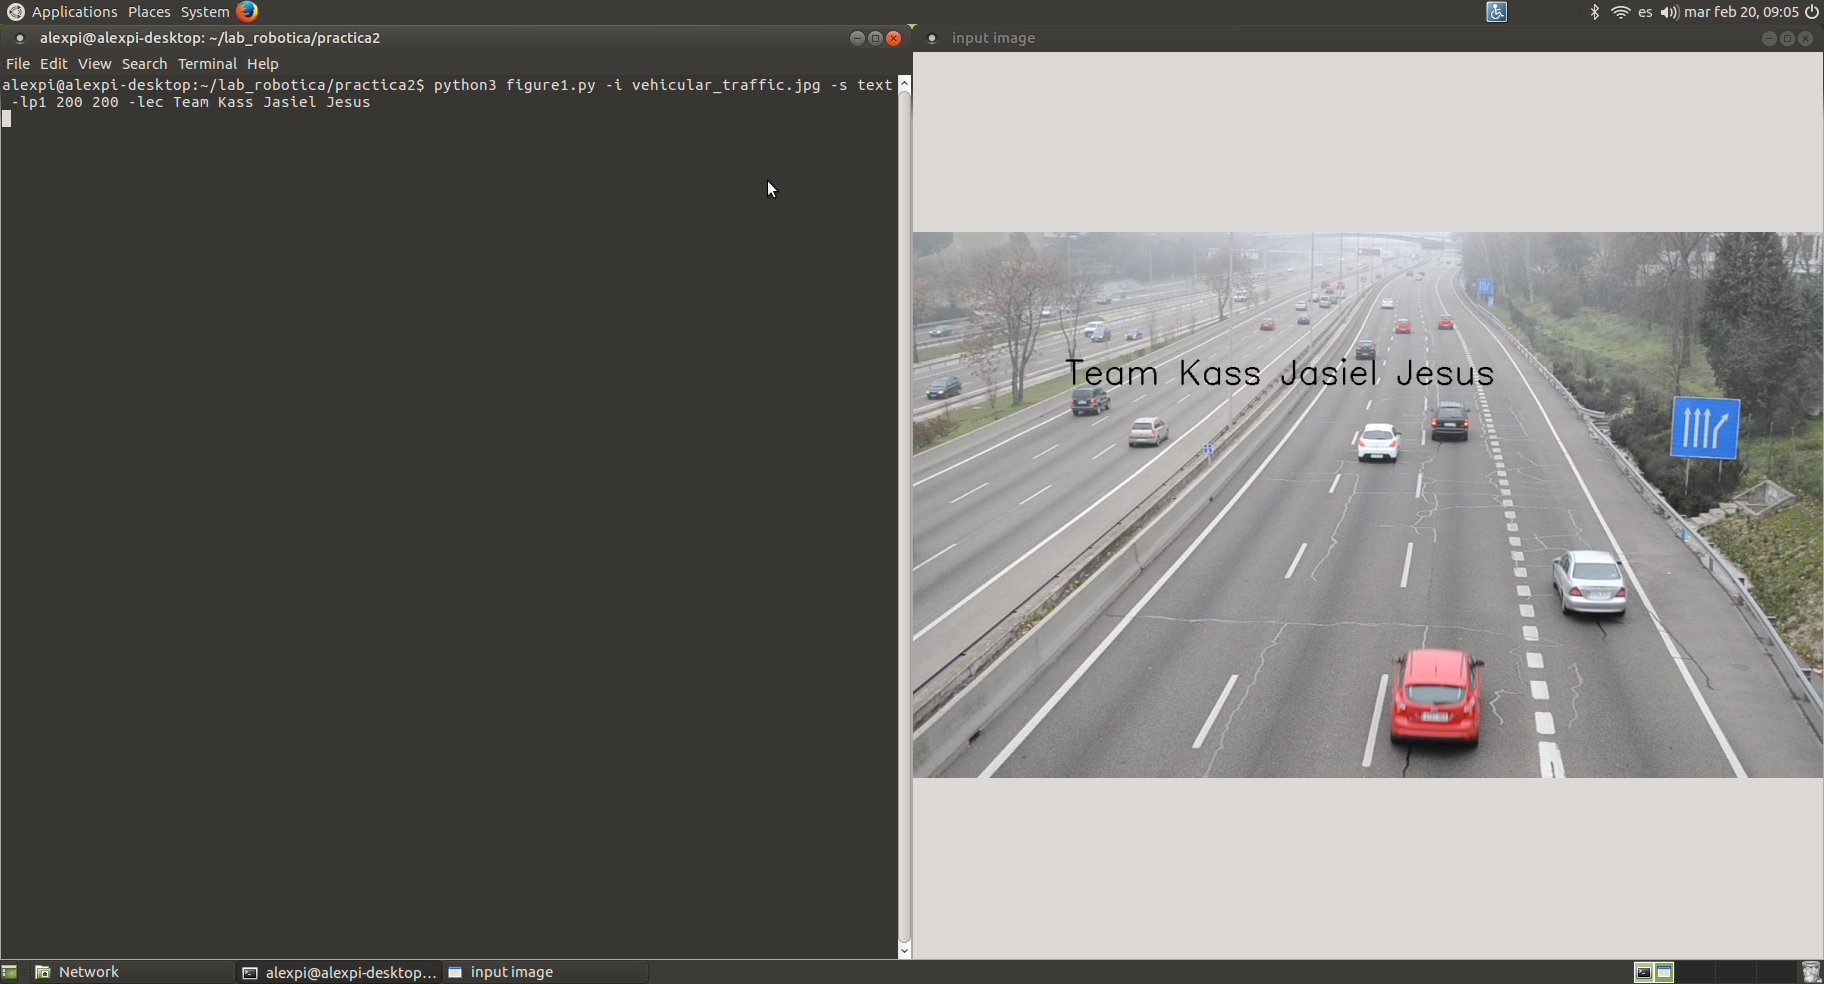 Applications Places System es mar feb 20, 09:05
alexpi@alexpi-desktop: ~/lab_robotica/practica2
File Edit View Search Terminal Help
alexpi@alexpi-desktop:~/lab_robotica/practica2$ python3 figure1.py -i vehicular_traffic.jpg -s text
-lp1 200 200 -lec Team Kass Jasiel Jesus
input image
Team Kass Jasiel Jesus
Network alexpi@alexpi-desktop... input image